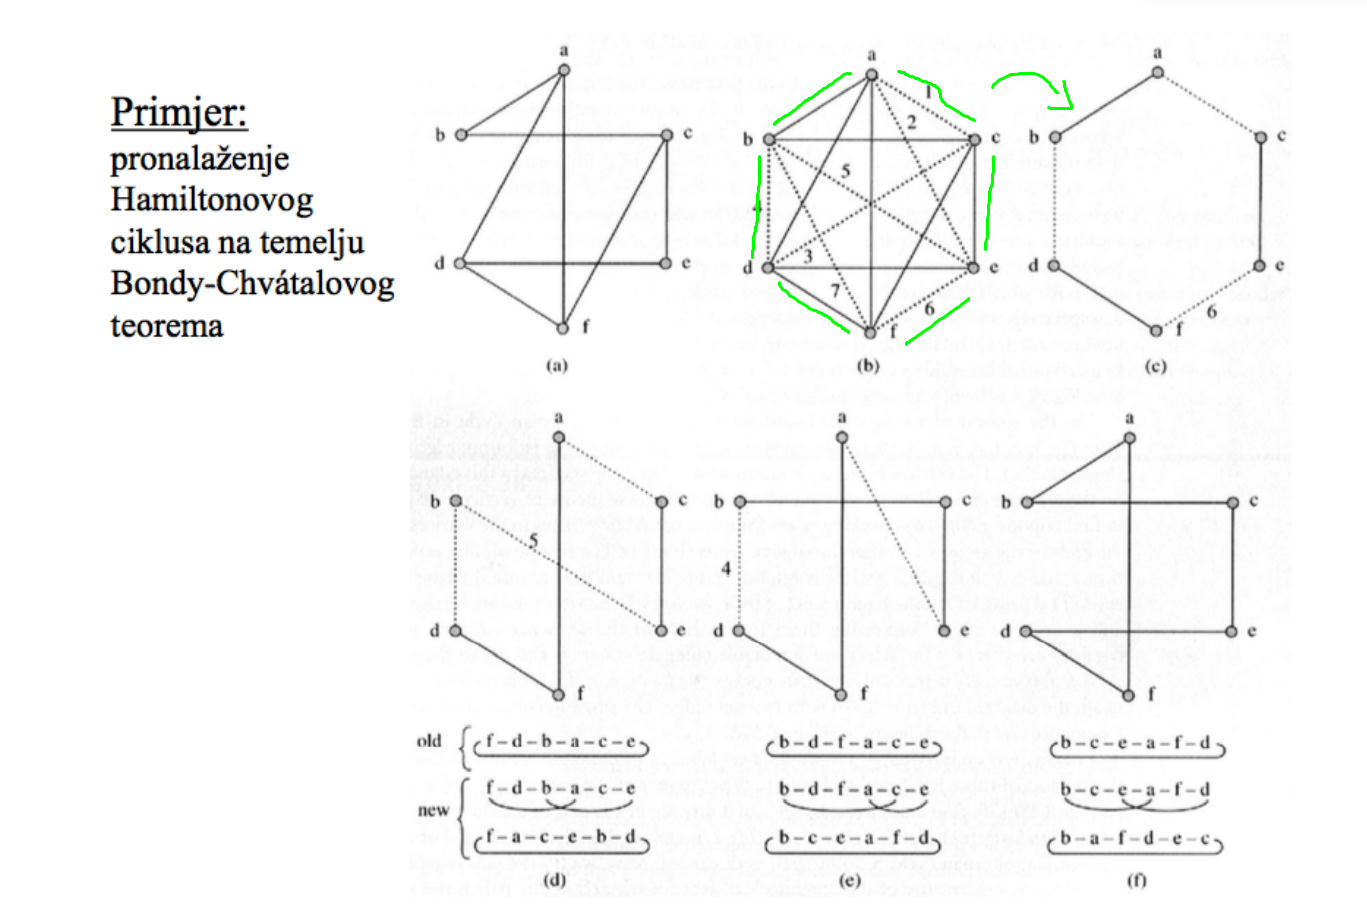 Primjer:
pronalaženje
Hamiltonovog
ciklusa na temelju
Bondy-Chvátalovog
teorema
a
b
c
d
e
f
(a)
a
1
2
b
c
5
4
3
d
e
7
6
f
(b)
a
b
c
d
e
6
f
(c)
a
b
c
5
d
e
f
a
b
c
4
d
e
f
a
b
c
d
e
f
old
f – d – b – a – c – e
new
f – d – b – a – c – e
f – a – c – e – b – d
(d)
b – d – f – a – c – e
b – d – f – a – c – e
b – c – e – a – f – d
(e)
b – c – e – a – f – d
b – c – e – a – f – d
b – a – f – d – e – c
(f)